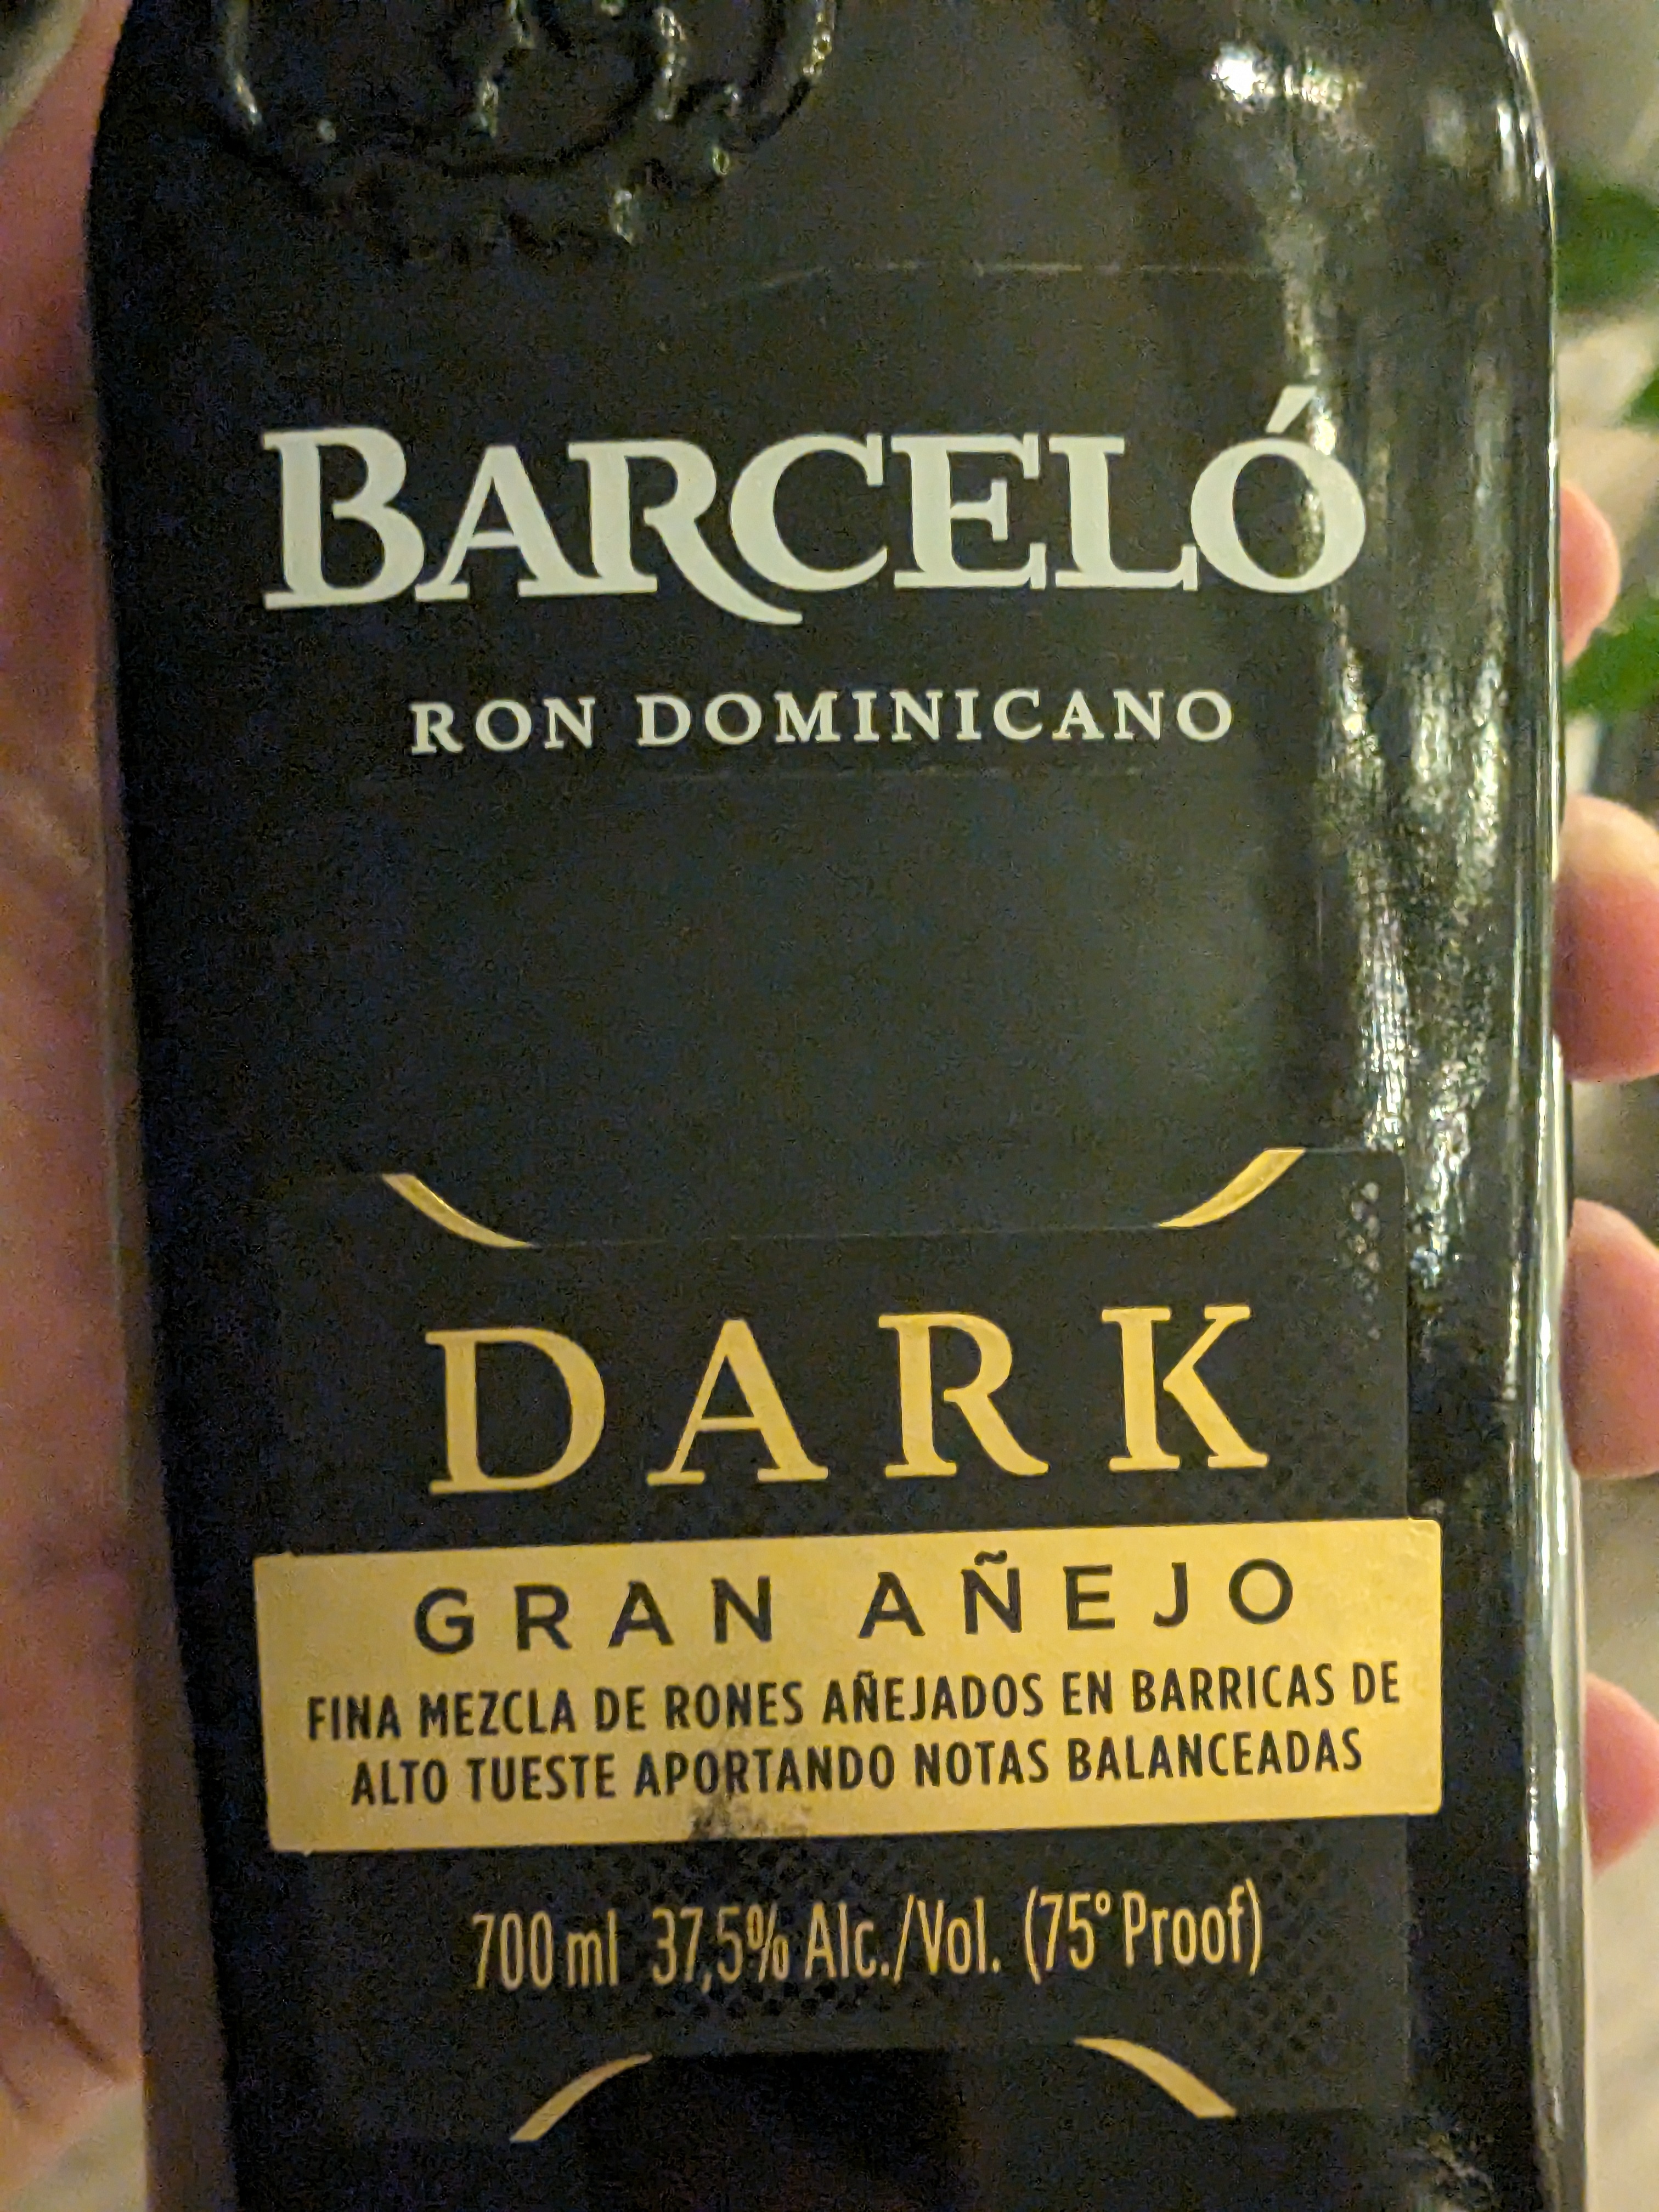 BARCELÓ
RON DOMINICANO
DARK
GRAN AÑEJO
FINA MEZCLA DE RONES AÑEJADOS EN BARRICAS DE
ALTO TUESTE APORTANDO NOTAS BALANCEADAS
700 ml 37,5% Alc./Vol. (75° Proof)